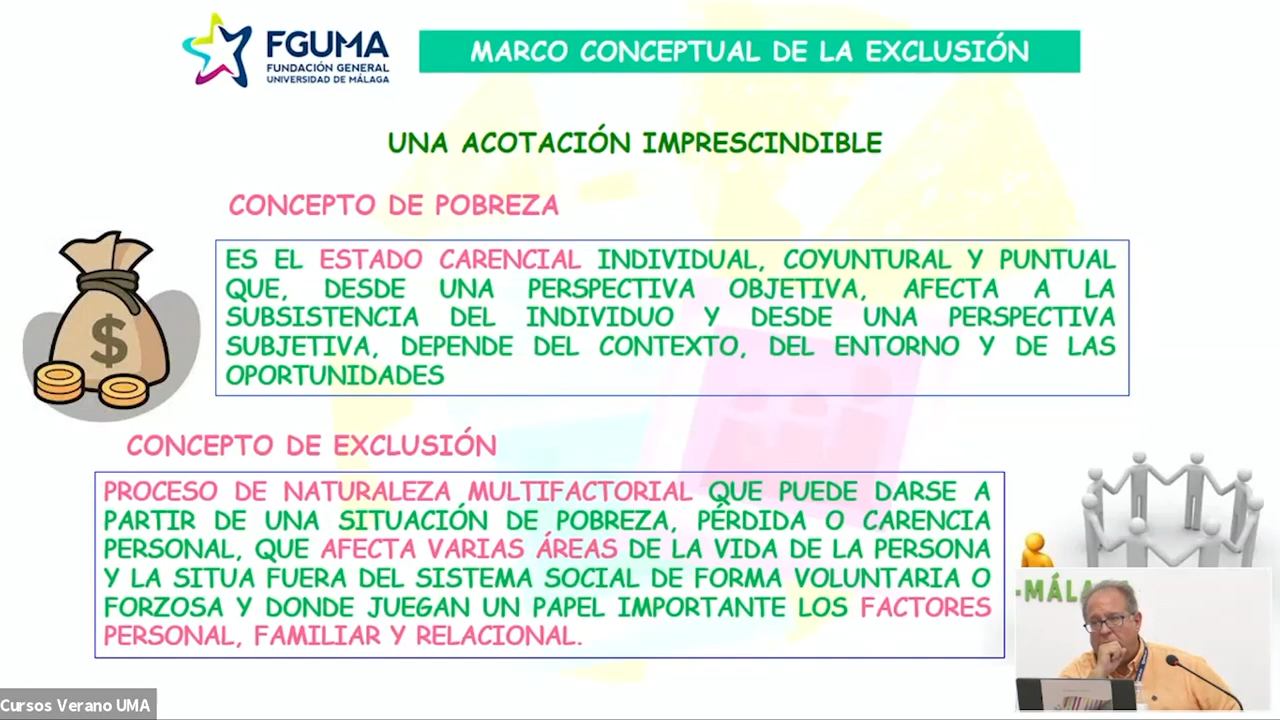 FGUMA
FUNDACIÓN GENERAL
UNIVERSIDAD DE MÁLAGA
MARCO CONCEPTUAL DE LA EXCLUSIÓN
UNA ACOTACIÓN IMPRESCINDIBLE
CONCEPTO DE POBREZA
ES EL ESTADO CARENCIAL INDIVIDUAL, COYUNTURAL Y PUNTUAL
QUE, DESDE UNA PERSPECTIVA OBJETIVA, AFECTA A LA
SUBSISTENCIA DEL INDIVIDUO Y DESDE UNA PERSPECTIVA
SUBJETIVA, DEPENDE DEL CONTEXTO, DEL ENTORNO Y DE LAS
OPORTUNIDADES
$
CONCEPTO DE EXCLUSIÓN
PROCESO DE NATURALEZA MULTIFACTORIAL QUE PUEDE DARSE A
PARTIR DE UNA SITUACIÓN DE POBREZA, PÉRDIDA O CARENCIA
PERSONAL, QUE AFECTA VARIAS ÁREAS DE LA VIDA DE LA PERSONA
Y LA SITUA FUERA DEL SISTEMA SOCIAL DE FORMA VOLUNTARIA O
FORZOSA Y DONDE JUEGAN UN PAPEL IMPORTANTE LOS FACTORES
PERSONAL, FAMILIAR Y RELACIONAL.
Cursos Verano UMA